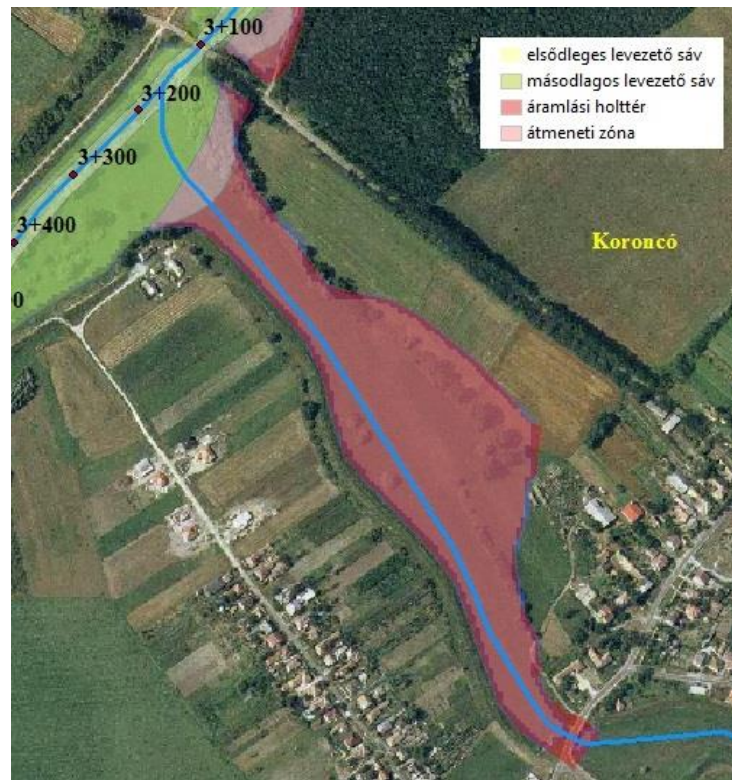 3+100
elsődleges levezető sáv
másodlagos levezető sáv
áramlási holttér
átmeneti zóna
3+200
3+300
3+400
Koroncó
0